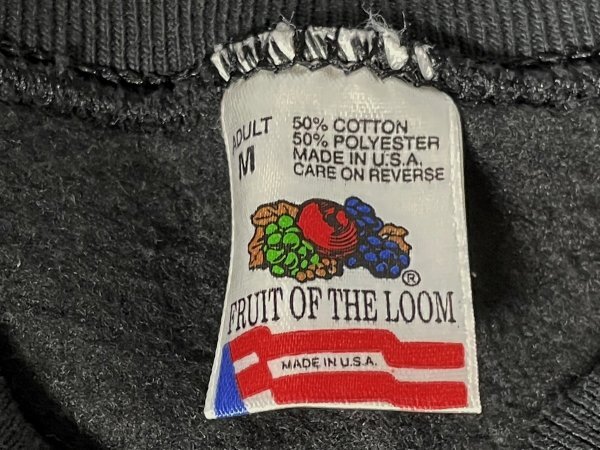 ADULT
M
50% COTTON
50% POLYESTER
MADE IN U.S.A.
CARE ON REVERSE
®
FRUIT OF THE LOOM
MADE IN U.S.A.